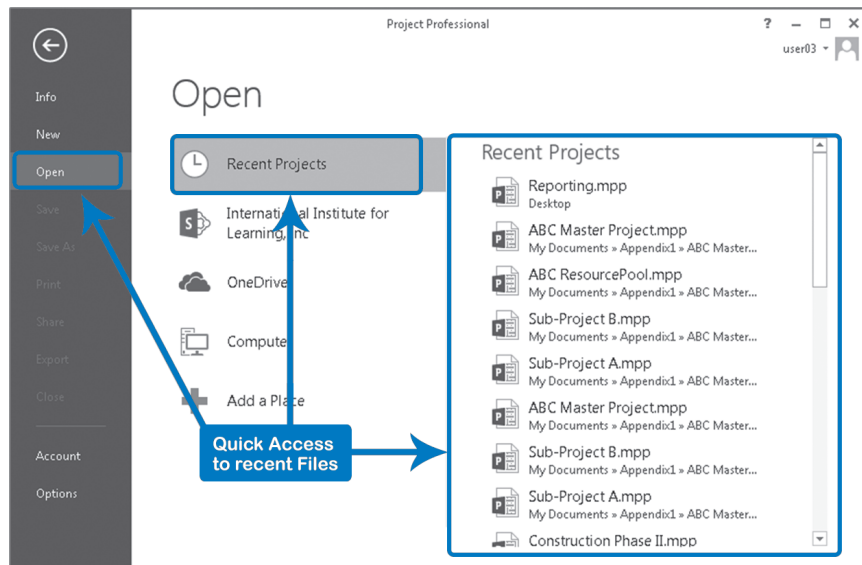 Project Professional
?
user03
Info
New
Open
Save
Save As
Print
Share
Export
Close
Account
Options
Open
Recent Projects
International Institute for
Learning, Inc
OneDrive
Computer
Add a Place
Quick Access
to recent Files
Recent Projects
Reporting.mpp
Desktop
ABC Master Project.mpp
My Documents » Appendix1 » ABC Master...
ABC ResourcePool.mpp
My Documents » Appendix1 » ABC Master...
Sub-Project B.mpp
My Documents » Appendix1 » ABC Master...
Sub-Project A.mpp
My Documents » Appendix1 » ABC Master...
ABC Master Project.mpp
My Documents » Appendix1 » ABC Master...
Sub-Project B.mpp
My Documents » Appendix1 » ABC Master...
Sub-Project A.mpp
My Documents » Appendix1 » ABC Master...
Construction Phase II.mpp